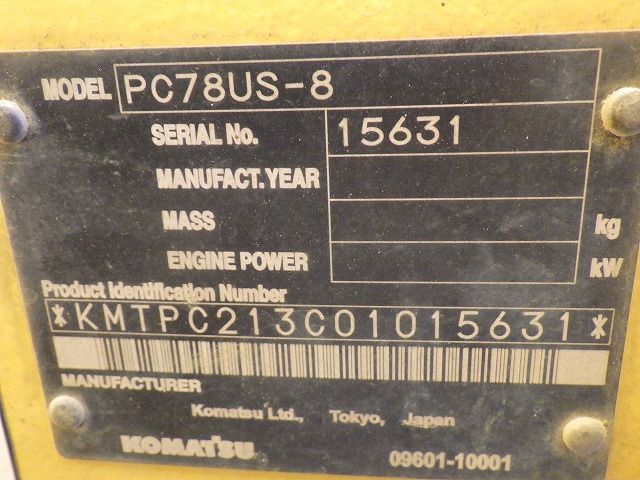 MODEL PC78US-8
SERIAL No. 15631
MANUFACT. YEAR
MASS kg
ENGINE POWER kW
Product Identification Number
*KMTPC213C01015631*
MANUFACTURER
Komatsu Ltd., Tokyo, Japan
KOMATSU 09601-10001